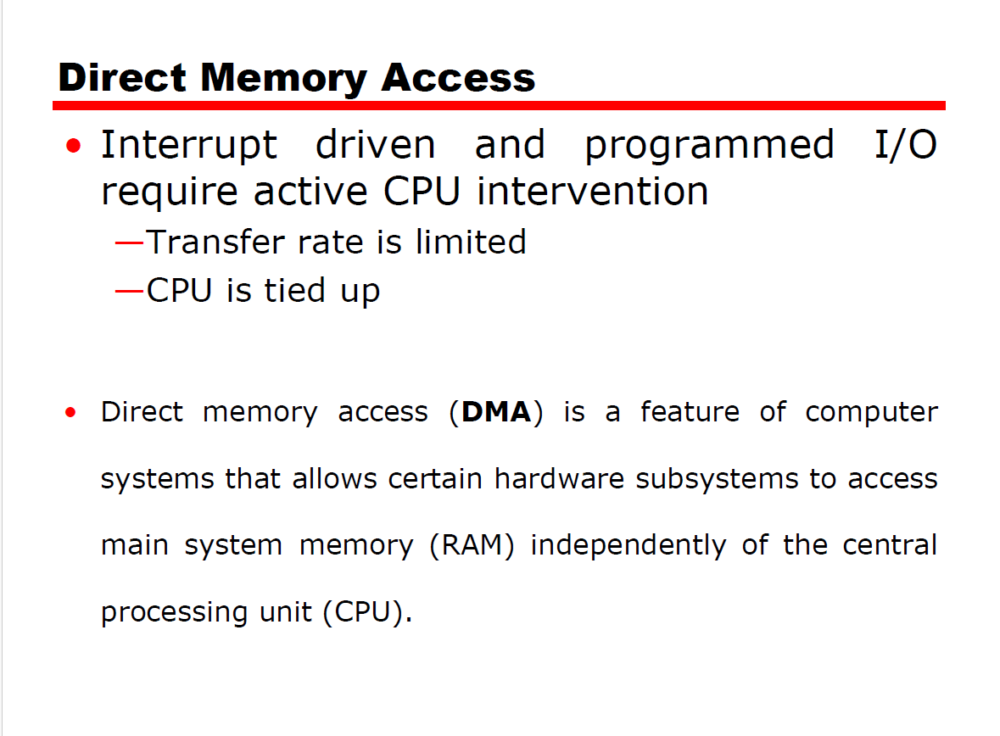 Direct Memory Access
• Interrupt driven and programmed I/O
require active CPU intervention
—Transfer rate is limited
—CPU is tied up
• Direct memory access (DMA) is a feature of computer
systems that allows certain hardware subsystems to access
main system memory (RAM) independently of the central
processing unit (CPU).